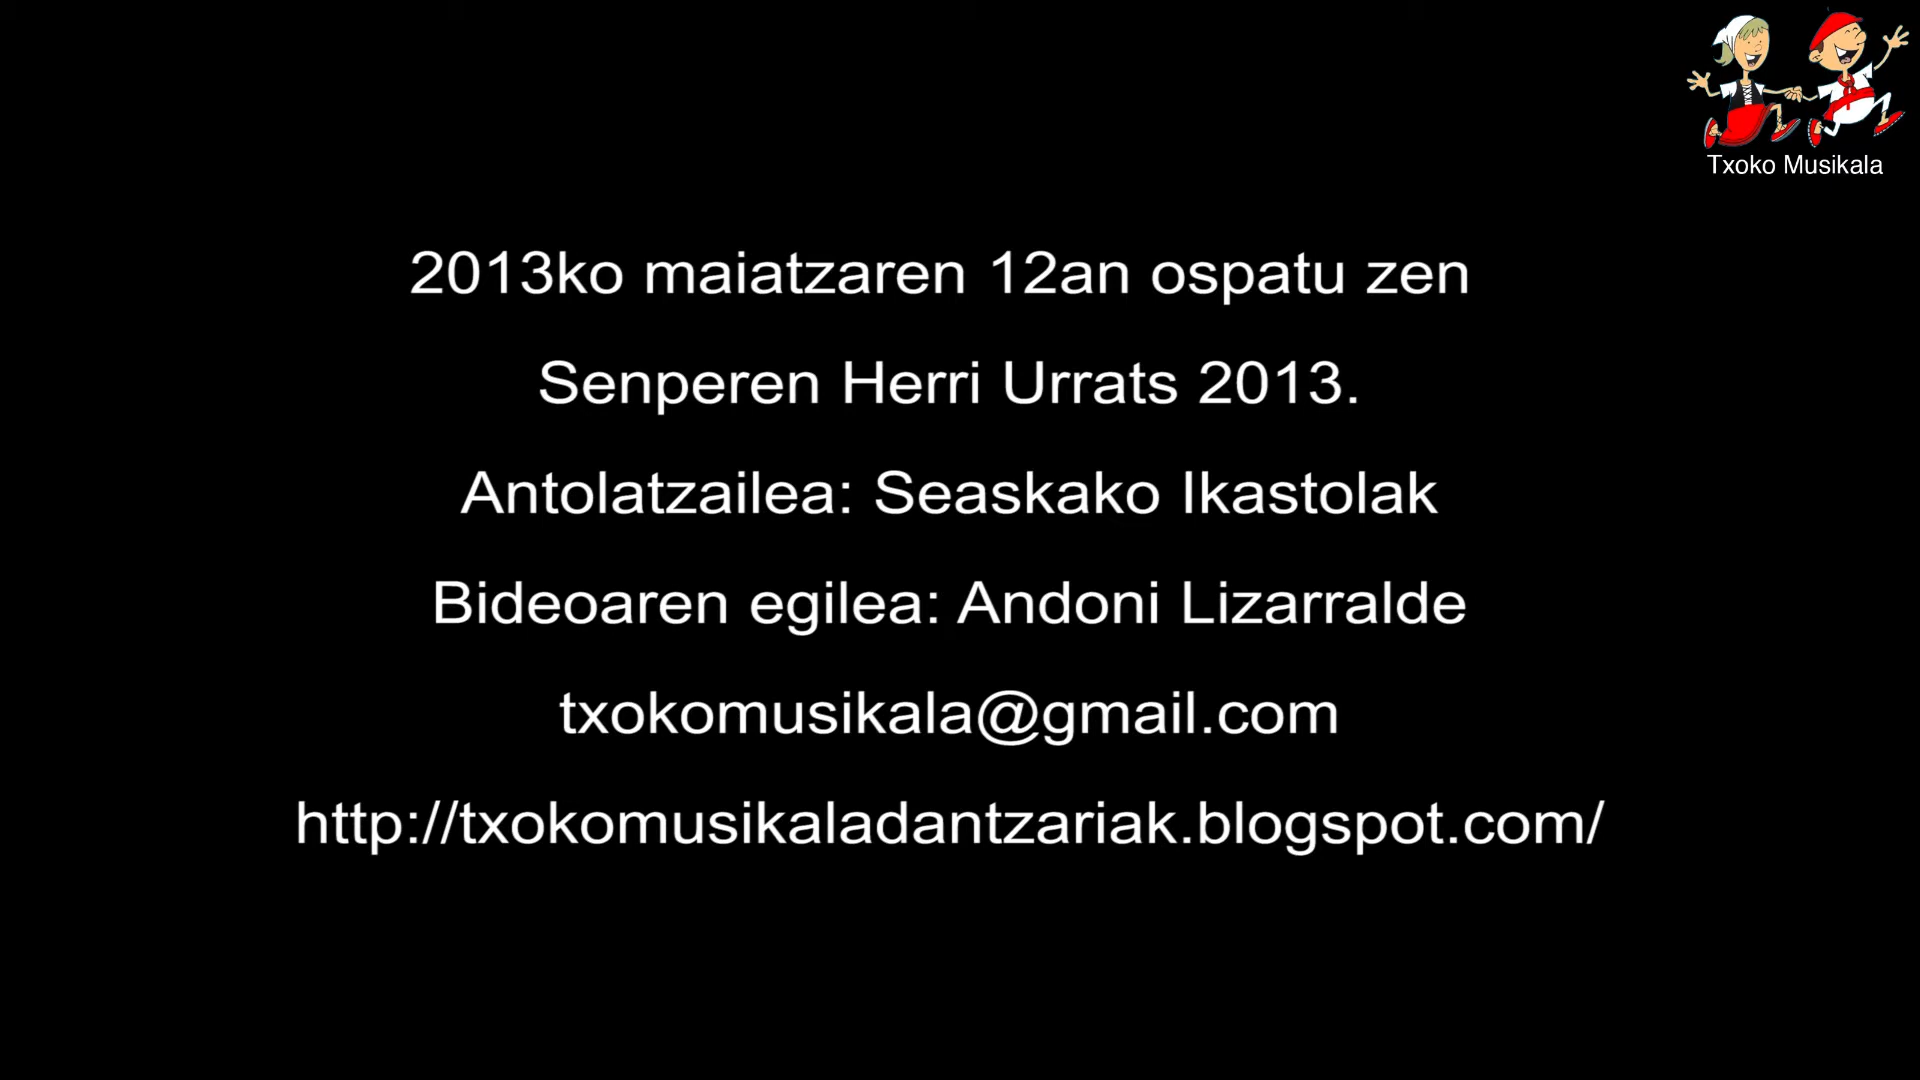 Txoko Musikala
2013ko maiatzaren 12an ospatu zen
Senperen Herri Urrats 2013.
Antolatzailea: Seaskako Ikastolak
Bideoaren egilea: Andoni Lizarralde
txokomusikala@gmail.com
http://txokomusikaladantzariak.blogspot.com/